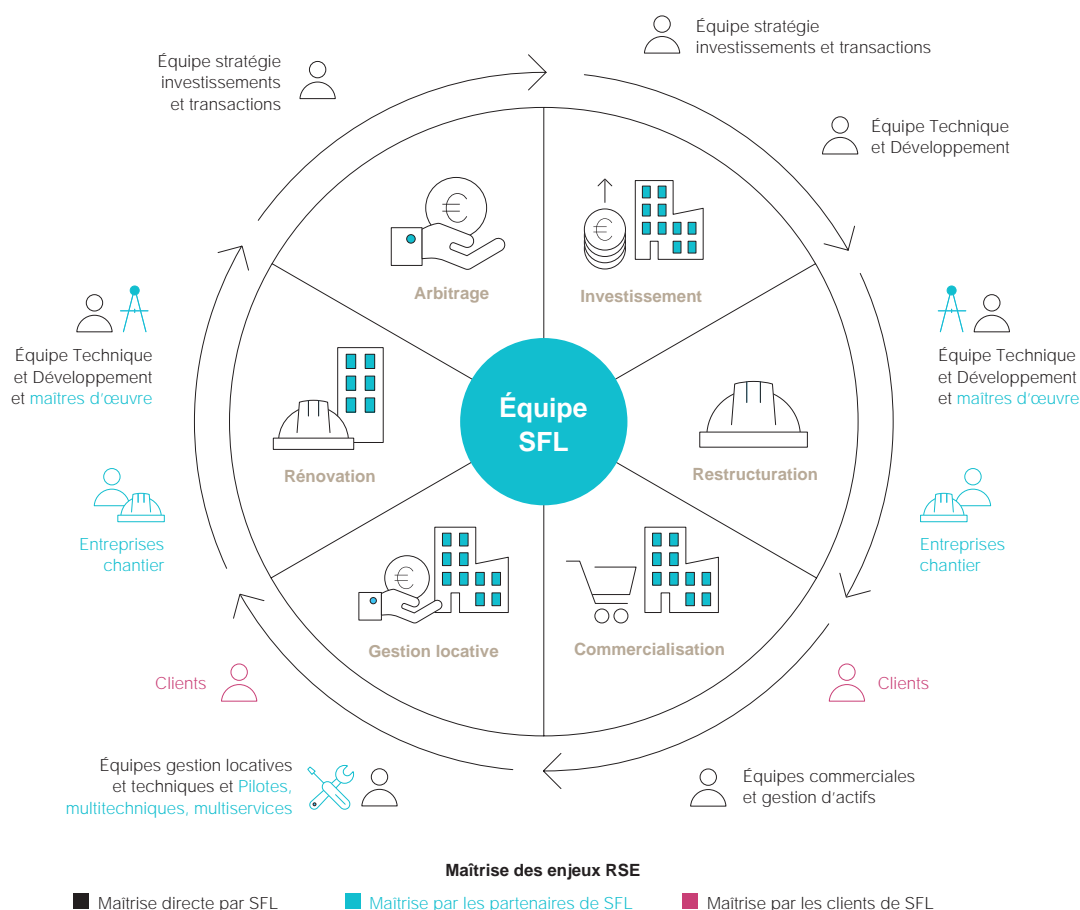 Équipe stratégie
investissements et transactions
Équipe stratégie
investissements
et transactions
Équipe Technique
et Développement
Arbitrage
Investissement
Équipe Technique
et Développement
et maîtres d'œuvre
Équipe Technique
et Développement
et maîtres d'œuvre
Équipe
SFL
Rénovation
Restructuration
Entreprises
chantier
Entreprises
chantier
Gestion locative
Commercialisation
Clients
Clients
Équipes gestion locatives
et techniques et Pilotes,
multitechniques, multiservices
Équipes commerciales
et gestion d'actifs
Maîtrise des enjeux RSE
Maîtrise directe par SFL
Maîtrise par les partenaires de SFL
Maîtrise par les clients de SFL